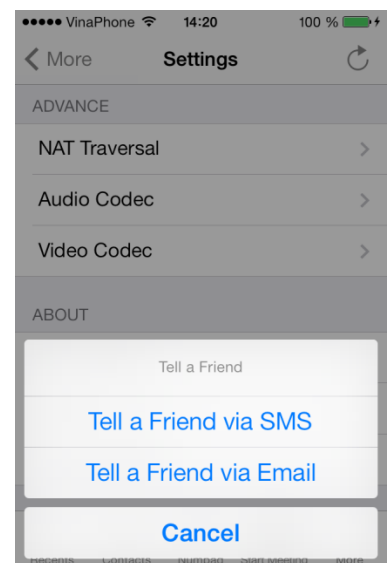 VinaPhone 14:20 100 %
More Settings
ADVANCE
NAT Traversal
Audio Codec
Video Codec
ABOUT
Tell a Friend
Tell a Friend via SMS
Tell a Friend via Email
Cancel
Recents Contacts Numpad Start Meeting More